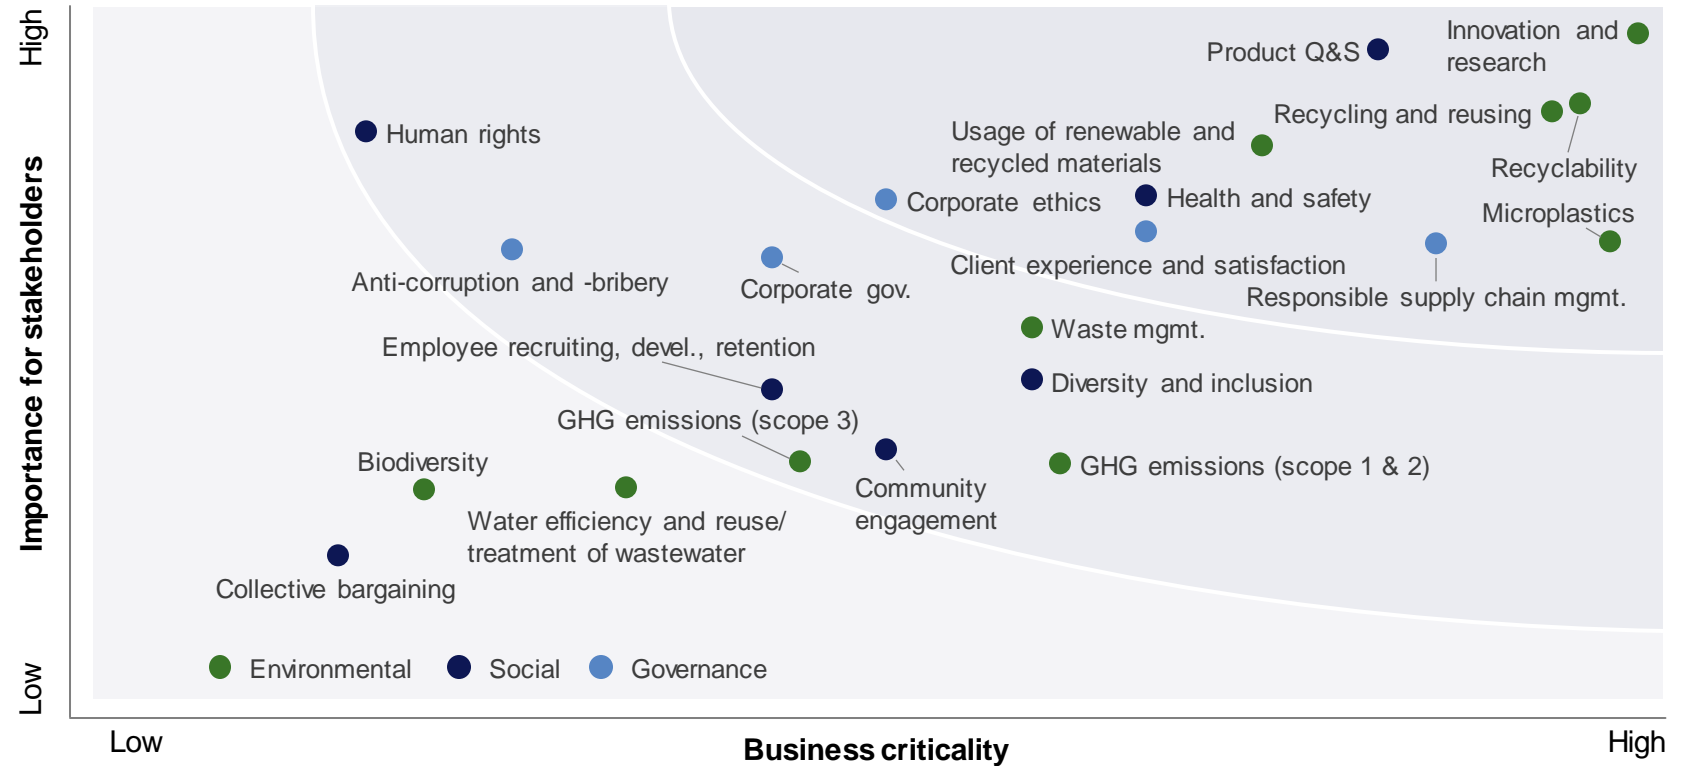 High
Importance for stakeholders
Low
Innovation and
research
Product Q&S
Recycling and reusing
Recyclability
Usage of renewable and
recycled materials
Human rights
Corporate ethics
Health and safety
Microplastics
Anti-corruption and -bribery
Corporate gov.
Client experience and satisfaction
Responsible supply chain mgmt.
Waste mgmt.
Employee recruiting, devel., retention
Diversity and inclusion
GHG emissions (scope 3)
Biodiversity
GHG emissions (scope 1 & 2)
Community
engagement
Water efficiency and reuse/
treatment of wastewater
Collective bargaining
Environmental
Social
Governance
Low
Business criticality
High